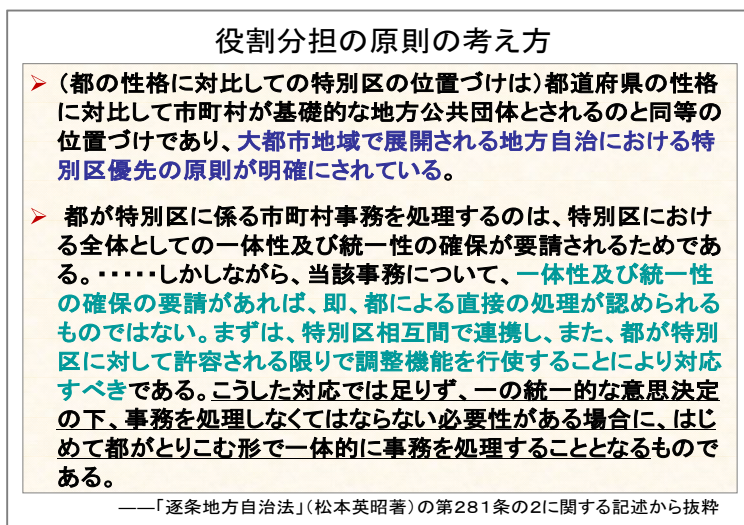 役割分担の原則の考え方
➢ (都の性格に対比しての特別区の位置づけは)都道府県の性格
に対比して市町村が基礎的な地方公共団体とされるのと同等の
位置づけであり、大都市地域で展開される地方自治における特
別区優先の原則が明確にされている。
➢ 都が特別区に係る市町村事務を処理するのは、特別区におけ
る全体としての一体性及び統一性の確保が要請されるためであ
る。・・・・・しかしながら、当該事務について、一体性及び統一性
の確保の要請があれば、即、都による直接の処理が認められる
ものではない。まずは、特別区相互間で連携し、また、都が特別
区に対して許容される限りで調整機能を行使することにより対応
すべきである。こうした対応では足りず、一の統一的な意思決定
の下、事務を処理しなくてはならない必要性がある場合に、はじ
めて都がとりこむ形で一体的に事務を処理することとなるもので
ある。
――「逐条地方自治法」(松本英昭著)の第281条の2に関する記述から抜粋